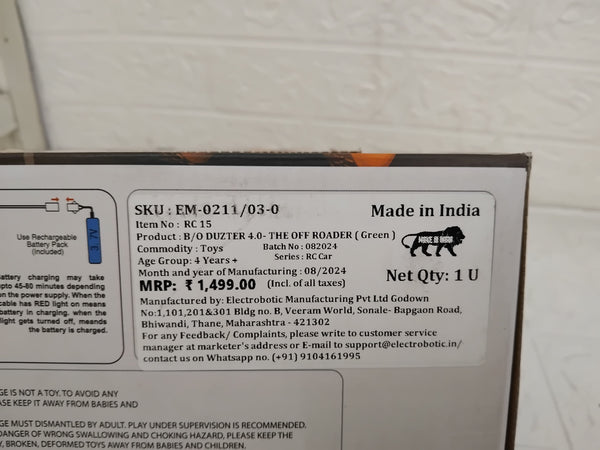 SKU : EM-0211/03-0
Made in India
Item No : RC 15
Product : B/O DUZTER 4.0- THE OFF ROADER ( Green )
Commodity : Toys
Batch No : 082024
Age Group: 4 Years +
Series : RC Car
MAKE IN INDIA
Month and year of Manufacturing : 08/2024
MRP: ₹ 1,499.00 (Incl. of all taxes)
Net Qty: 1 U
Manufactured by: Electrobotic Manufacturing Pvt Ltd Godown
No:1,101,201&301 Bldg no. B, Veeram World, Sonale- Bapgaon Road,
Bhiwandi, Thane, Maharashtra - 421302
For any Feedback/ Complaints, please write to customer service
manager at marketer's address or E-mail to support@electrobotic.in/
contact us on Whatsapp no. (+91) 9104161995
Use Rechargeable
Battery Pack
(included)
attery charging may take
upto 45-60 minutes depending
on the power supply. When the
cable has RED light on means
battery in charging. when the
light gets turned off, meands
the battery is charged.
GE IS NOT A TOY. TO AVOID ANY
ASE KEEP IT AWAY FROM BABIES AND
GE MUST DISMANTLED BY ADULT. PLAY UNDER SUPERVISION IS RECOMMENDED.
DANGER OF WRONG SWALLOWING AND CHOKING HAZARD, PLEASE KEEP THE
Y, BROKEN, DEFORMED TOYS AWAY FROM BABIES AND CHILDREN.